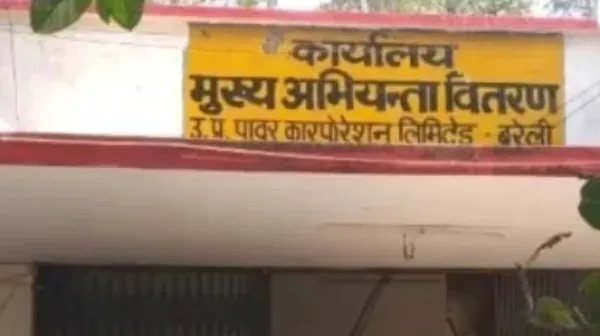 कार्यालय
मुख्य अभियन्ता वितरण
उ.प्र. पावर कारपोरेशन लिमिटेड - बरेली